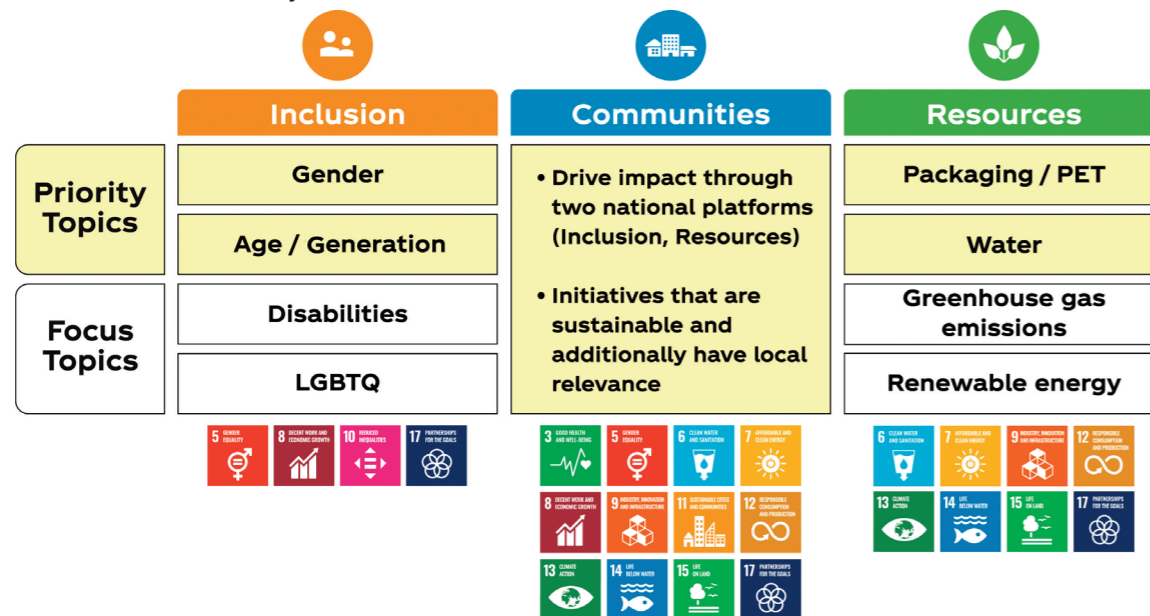 Inclusion
Communities
Resources
Priority
Topics
Gender
Age / Generation
• Drive impact through
two national platforms
(Inclusion, Resources)
• Initiatives that are
sustainable and
additionally have local
relevance
Packaging / PET
Water
Focus
Topics
Disabilities
LGBTQ
Greenhouse gas
emissions
Renewable energy
5 GENDER
EQUALITY
8 DECENT WORK AND
ECONOMIC GROWTH
10 REDUCED
INEQUALITIES
17 PARTNERSHIPS
FOR THE GOALS
3 GOOD HEALTH
AND WELL-BEING
5 GENDER
EQUALITY
6 CLEAN WATER
AND SANITATION
7 AFFORDABLE AND
CLEAN ENERGY
8 DECENT WORK AND
ECONOMIC GROWTH
9 INDUSTRY, INNOVATION
AND INFRASTRUCTURE
11 SUSTAINABLE CITIES
AND COMMUNITIES
12 RESPONSIBLE
CONSUMPTION
AND PRODUCTION
13 CLIMATE
ACTION
14 LIFE
BELOW WATER
15 LIFE
ON LAND
17 PARTNERSHIPS
FOR THE GOALS
6 CLEAN WATER
AND SANITATION
7 AFFORDABLE AND
CLEAN ENERGY
9 INDUSTRY, INNOVATION
AND INFRASTRUCTURE
12 RESPONSIBLE
CONSUMPTION
AND PRODUCTION
13 CLIMATE
ACTION
14 LIFE
BELOW WATER
15 LIFE
ON LAND
17 PARTNERSHIPS
FOR THE GOALS